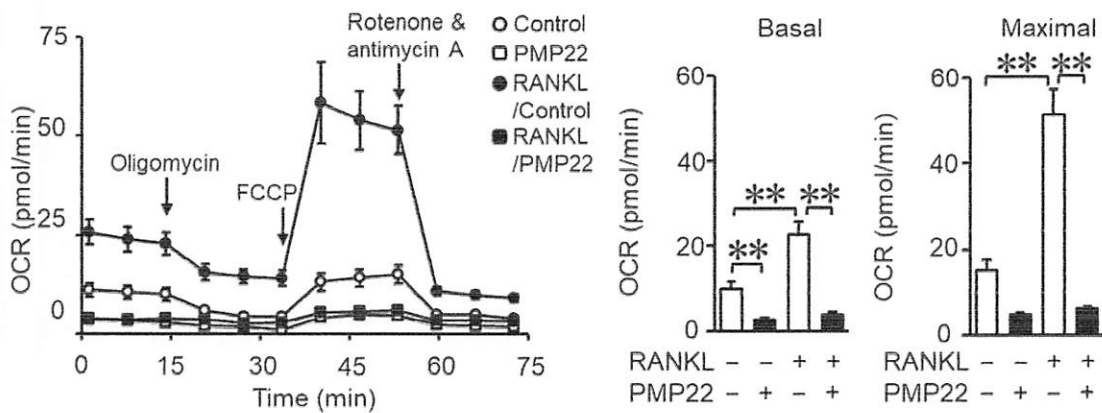 75
50
25
0
OCR (pmol/min)
0 15 30 45 60 75
Time (min)
Oligomycin
FCCP
Rotenone &
antimycin A
Control
PMP22
RANKL
/Control
RANKL
/PMP22
Basal
60
40
20
0
OCR (pmol/min)
** ** **
RANKL – – + +
PMP22 – + – +
Maximal
60
40
20
0
OCR (pmol/min)
** **
RANKL – – + +
PMP22 – + – +